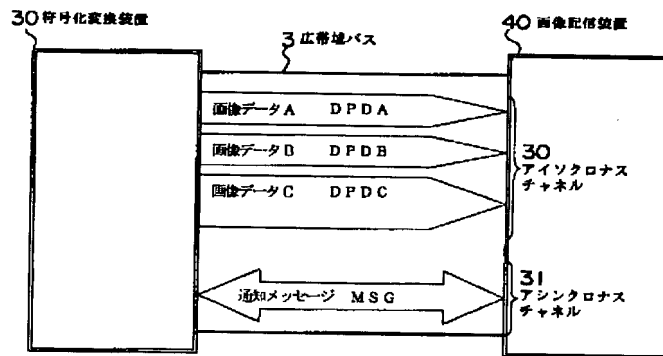 30 符号化変換装置
3 広帯域バス
40 画像配信装置
画像データA DPDA
画像データB DPDB
画像データC DPDC
30
アイソクロナス
チャネル
通知メッセージ MSG
31
アシンクロナス
チャネル